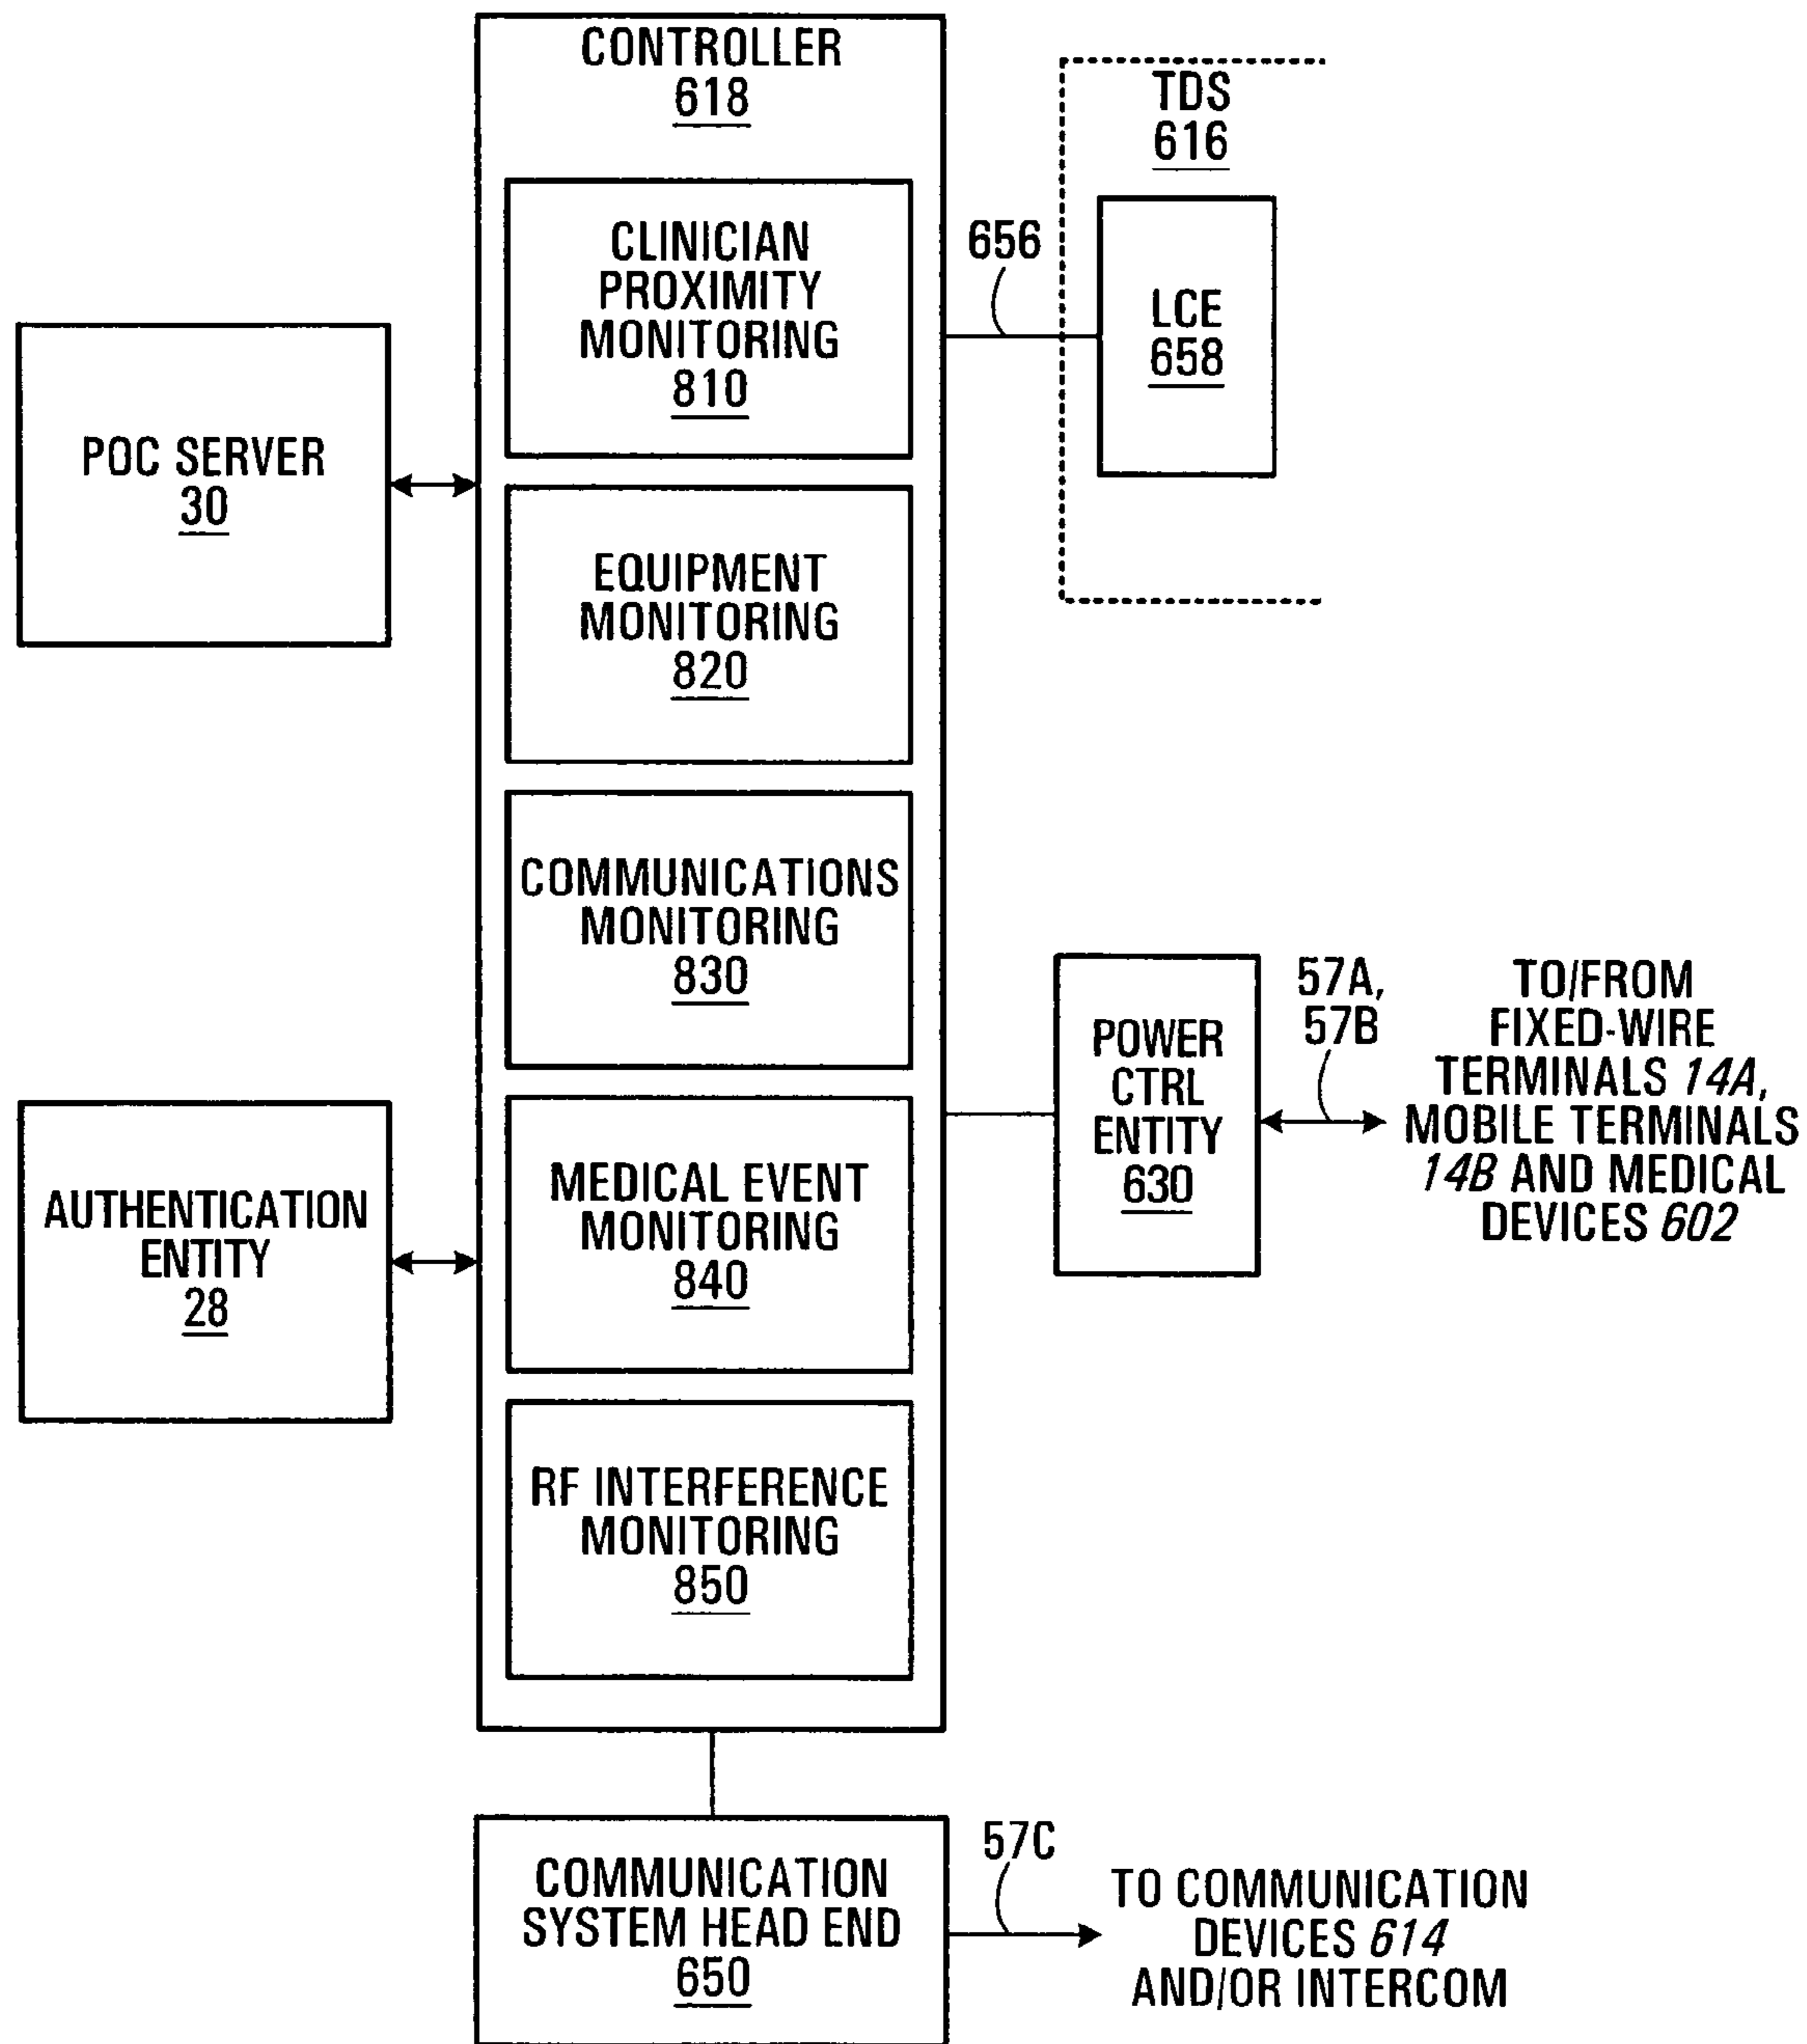 CONTROLLER
618
CLINICIAN
PROXIMITY
MONITORING
810
EQUIPMENT
MONITORING
820
COMMUNICATIONS
MONITORING
830
MEDICAL EVENT
MONITORING
840
RF INTERFERENCE
MONITORING
850
POC SERVER
30
AUTHENTICATION
ENTITY
28
TDS
616
656
LCE
658
POWER
CTRL
ENTITY
630
57A,
57B
TO/FROM
FIXED-WIRE
TERMINALS 14A,
MOBILE TERMINALS
14B AND MEDICAL
DEVICES 602
COMMUNICATION
SYSTEM HEAD END
650
57C
TO COMMUNICATION
DEVICES 614
AND/OR INTERCOM